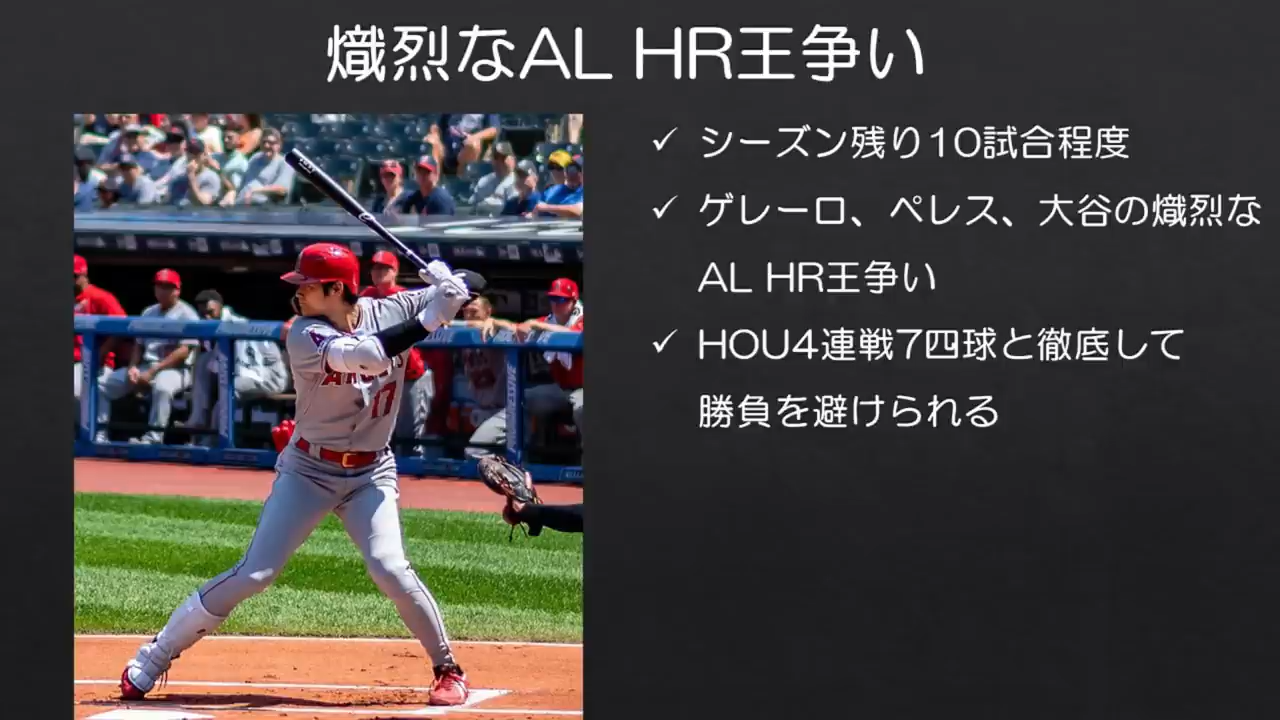 熾烈なAL HR王争い
シーズン残り10試合程度
ゲレーロ、ペレス、大谷の熾烈な
AL HR王争い
HOU4連戦7四球と徹底して
勝負を避けられる
17